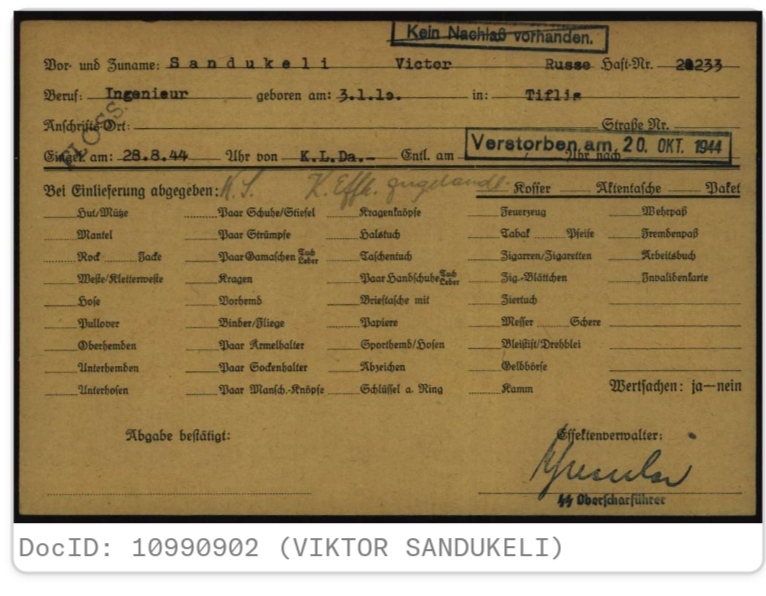 Kein Nachlaß vorhanden.
Vor- und Zuname: Sandukeli Victor Russe Haft-Nr. 20233
Beruf: Ingenieur geboren am: 3.1.10. in: Tiflis
Anschrifts-Ort: Straße Nr.
FLOSS.
Eingel. am: 28.8.44 Uhr von K.L.Da.- Entl. am Uhr nach
Verstorben am 20. OKT. 1944
Bei Einlieferung abgegeben: Koffer Aktentasche Paket
Hut/Mütze Paar Schuhe/Stiefel Kragenknöpfe Feuerzeug Wehrpaß
Mantel Paar Strümpfe Halstuch Tabak Pfeife Fremdenpaß
Rock Jacke Paar Gamaschen Tuch Leder Taschentuch Zigarren/Zigaretten Arbeitsbuch
Weste/Kletterweste Kragen Paar Handschuhe Tuch Leder Zig.-Blättchen Invalidenkarte
Hose Vorhemd Brieftasche mit Ziertuch
Pullover Binder/Fliege Papiere Messer Schere
Oberhemden Paar Ärmelhalter Sporthemd/Hosen Bleistift/Drehblei
Unterhemden Paar Sockenhalter Abzeichen Geldbörse
Unterhosen Paar Mansch.-Knöpfe Schlüssel a. Ring Kamm Wertsachen: ja—nein
Abgabe bestätigt: Effektenverwalter:
SS Oberscharführer
DocID: 10990902 (VIKTOR SANDUKELI)